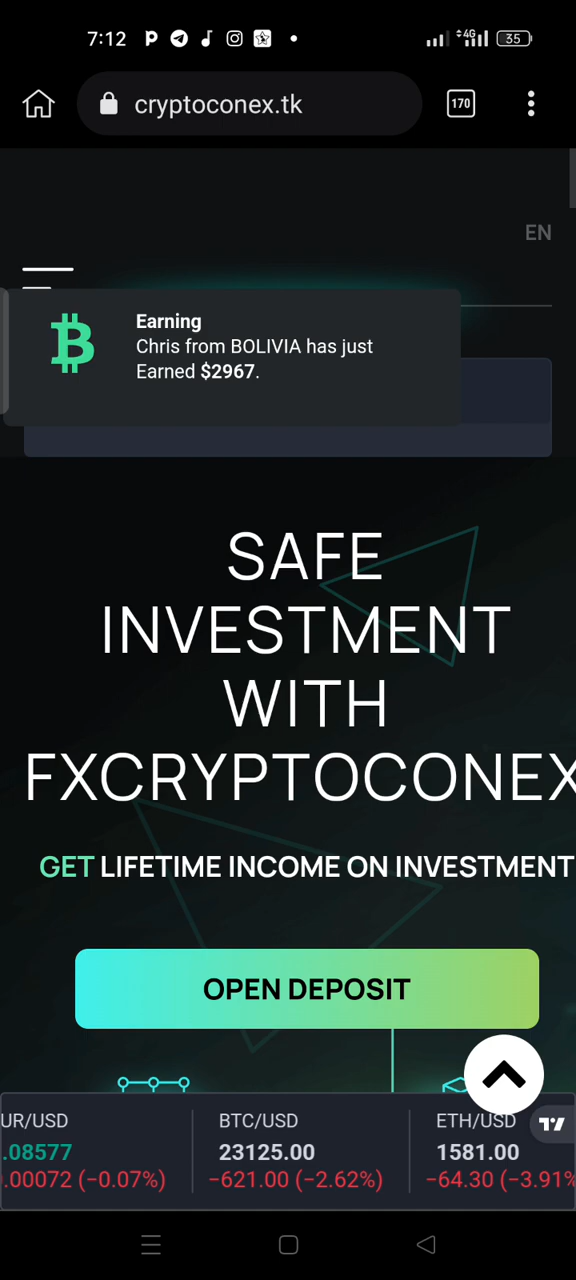 7:12
4G
35
cryptoconex.tk
170
EN
Earning
Chris from BOLIVIA has just
Earned $2967.
SAFE
INVESTMENT
WITH
FXCRYPTOCONEX
GET LIFETIME INCOME ON INVESTMENT
OPEN DEPOSIT
UR/USD BTC/USD ETH/USD
.08577 23125.00 1581.00
.00072 (−0.07%) −621.00 (−2.62%) −64.30 (−3.91%